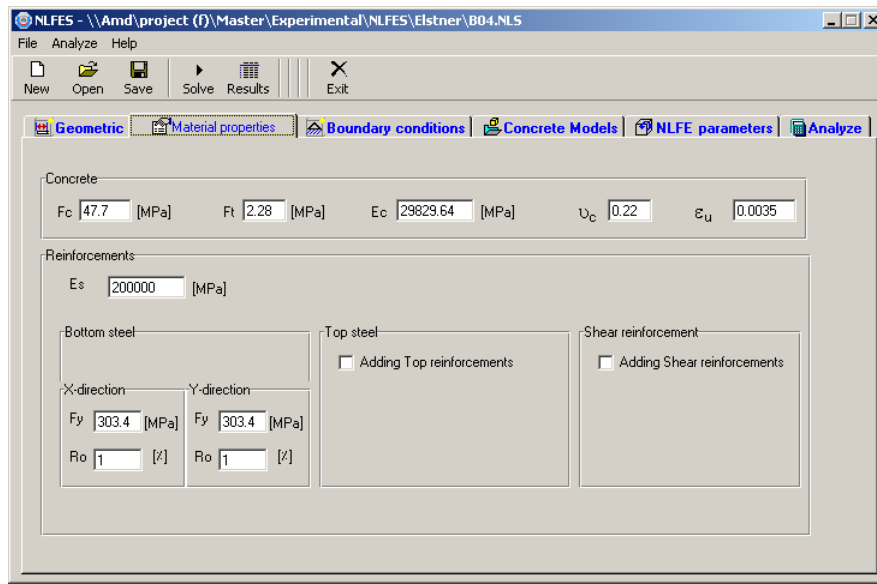 NLFES - \\Amd\project (f)\Master\Experimental\NLFES\Elstner\B04.NLS
File Analyze Help
New Open Save Solve Results Exit
Geometric Material properties Boundary conditions Concrete Models NLFE parameters Analyze
Concrete
Fc 47.7 [MPa] Ft 2.28 [MPa] Ec 29829.64 [MPa] υc 0.22 εu 0.0035
Reinforcements
Es 200000 [MPa]
Bottom steel Top steel Shear reinforcement
Adding Top reinforcements Adding Shear reinforcements
X-direction Y-direction
Fy 303.4 [MPa] Fy 303.4 [MPa]
Ro 1 [%] Ro 1 [%]